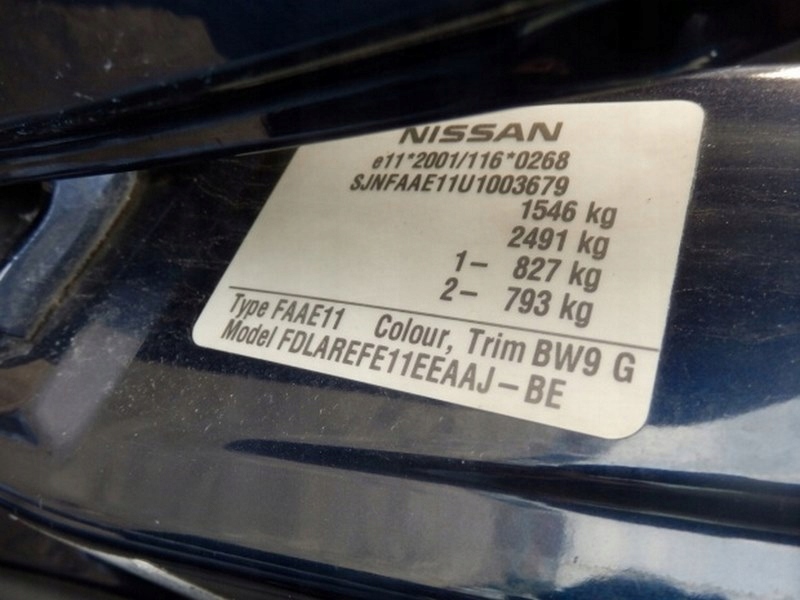 NISSAN
e11*2001/116*0268
SJNFAAE11U1003679
1546 kg
2491 kg
1- 827 kg
2- 793 kg
Type FAAE11 Colour, Trim BW9 G
Model FDLAREFE11EEAAJ-BE